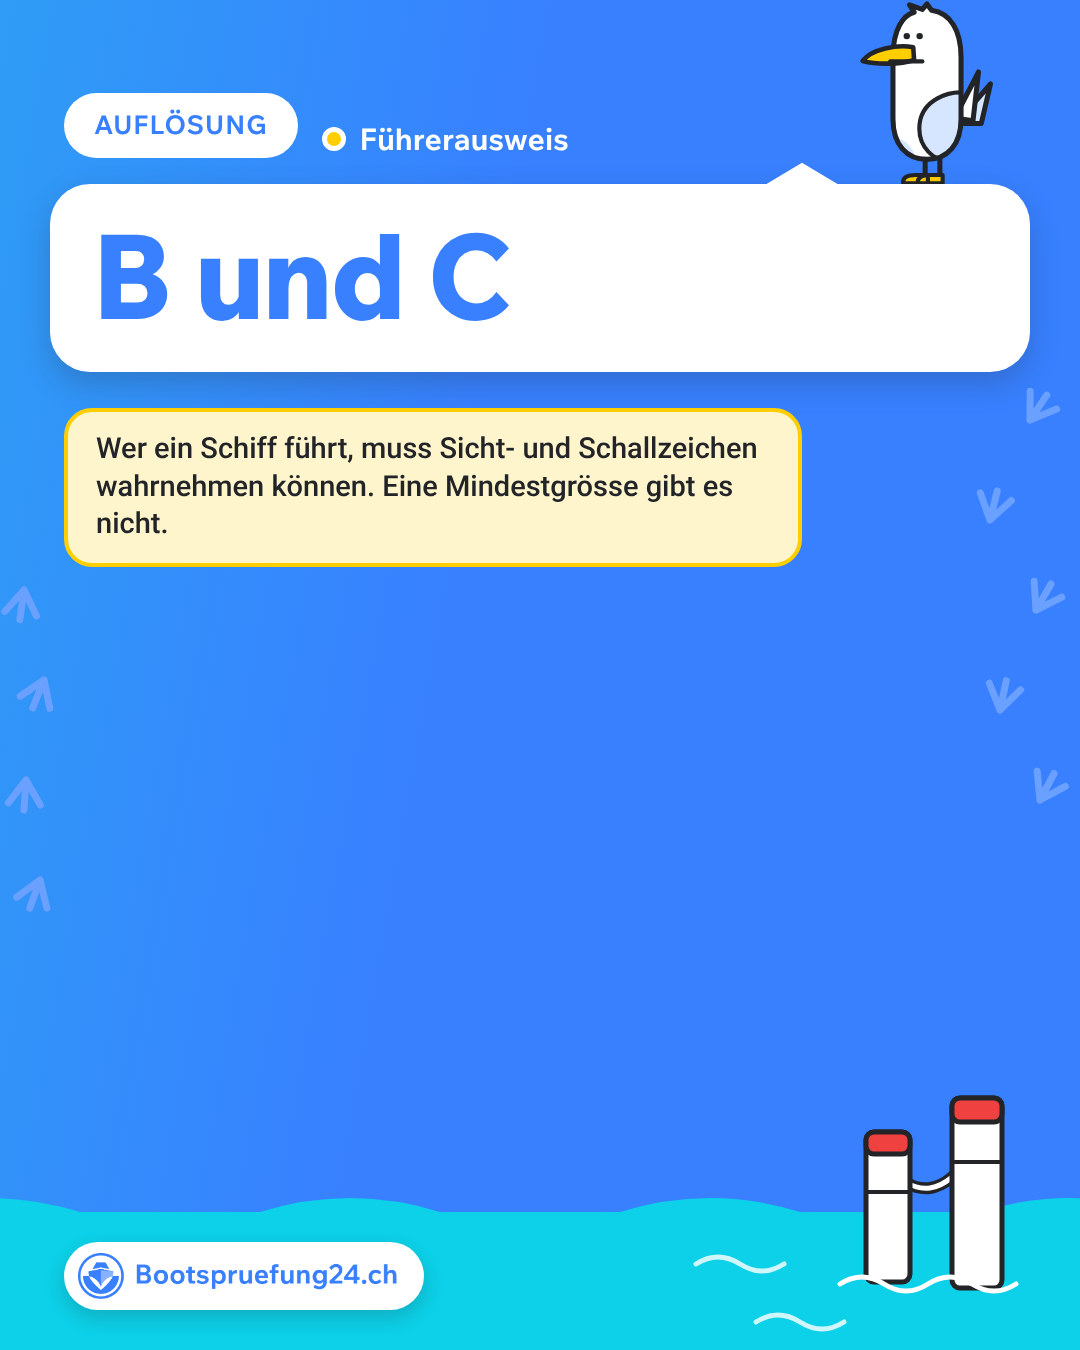 AUFLÖSUNG
Führerausweis
B und C
Wer ein Schiff führt, muss Sicht- und Schallzeichen
wahrnehmen können. Eine Mindestgrösse gibt es
nicht.
Bootspruefung24.ch